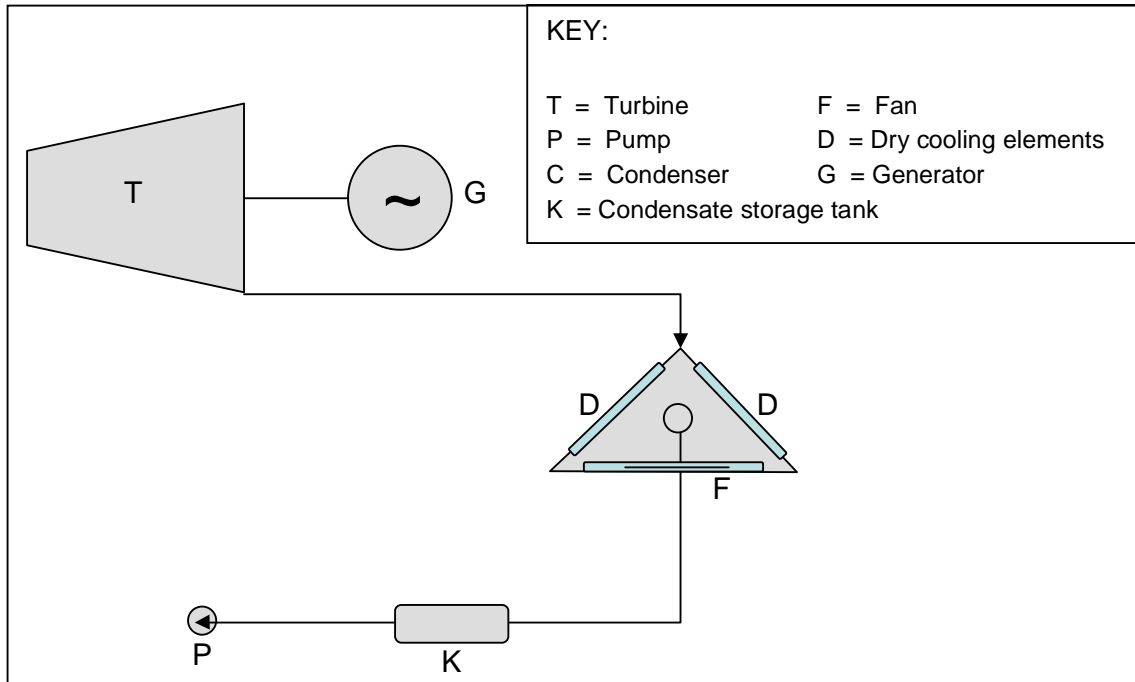 KEY:
T = Turbine F = Fan
P = Pump D = Dry cooling elements
C = Condenser G = Generator
K = Condensate storage tank
T
~
G
D
D
F
P
K